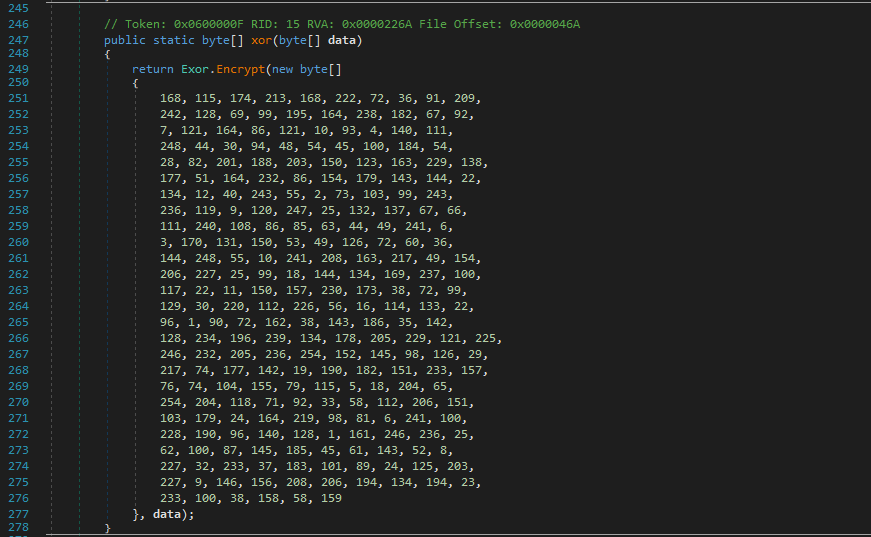 245
246 // Token: 0x0600000F RID: 15 RVA: 0x0000226A File Offset: 0x0000046A
247 public static byte[] xor(byte[] data)
248 {
249 return Exor.Encrypt(new byte[]
250 {
251 168, 115, 174, 213, 168, 222, 72, 36, 91, 209,
252 242, 128, 69, 99, 195, 164, 238, 182, 67, 92,
253 7, 121, 164, 86, 121, 10, 93, 4, 140, 111,
254 248, 44, 30, 94, 48, 54, 45, 100, 184, 54,
255 28, 82, 201, 188, 203, 150, 123, 163, 229, 138,
256 177, 51, 164, 232, 86, 154, 179, 143, 144, 22,
257 134, 12, 40, 243, 55, 2, 73, 103, 99, 243,
258 236, 119, 9, 120, 247, 25, 132, 137, 67, 66,
259 111, 240, 108, 86, 85, 63, 44, 49, 241, 6,
260 3, 170, 131, 150, 53, 49, 126, 72, 60, 36,
261 144, 248, 55, 10, 241, 208, 163, 217, 49, 154,
262 206, 227, 25, 99, 18, 144, 134, 169, 237, 100,
263 117, 22, 11, 150, 157, 230, 173, 38, 72, 99,
264 129, 30, 220, 112, 226, 56, 16, 114, 133, 22,
265 96, 1, 90, 72, 162, 38, 143, 186, 35, 142,
266 128, 234, 196, 239, 134, 178, 205, 229, 121, 225,
267 246, 232, 205, 236, 254, 152, 145, 98, 126, 29,
268 217, 74, 177, 142, 19, 190, 182, 151, 233, 157,
269 76, 74, 104, 155, 79, 115, 5, 18, 204, 65,
270 254, 204, 118, 71, 92, 33, 58, 112, 206, 151,
271 103, 179, 24, 164, 219, 98, 81, 6, 241, 100,
272 228, 190, 96, 140, 128, 1, 161, 246, 236, 25,
273 62, 100, 87, 145, 185, 45, 61, 143, 52, 8,
274 227, 32, 233, 37, 183, 101, 89, 24, 125, 203,
275 227, 9, 146, 156, 208, 206, 194, 134, 194, 23,
276 233, 100, 38, 158, 58, 159
277 }, data);
278 }